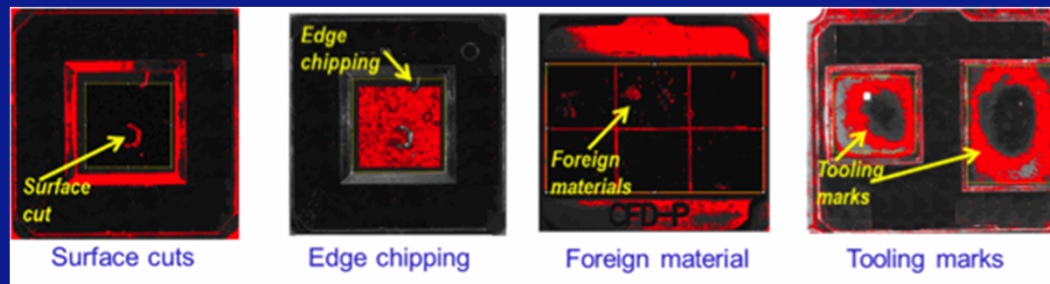 Surface
cut
Edge
chipping
Foreign
materials
CFD-P
Tooling
marks
Surface cuts
Edge chipping
Foreign material
Tooling marks